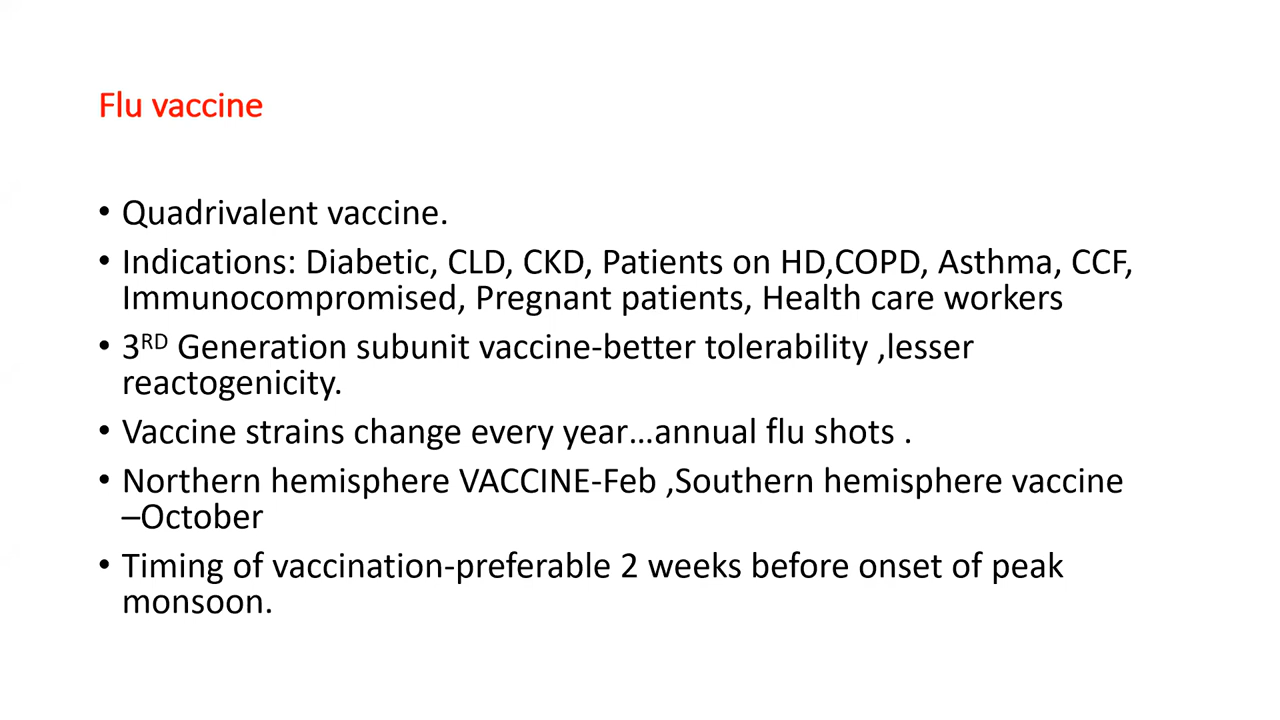 Flu vaccine
• Quadrivalent vaccine.
• Indications: Diabetic, CLD, CKD, Patients on HD,COPD, Asthma, CCF,
Immunocompromised, Pregnant patients, Health care workers
• 3RD Generation subunit vaccine-better tolerability ,lesser
reactogenicity.
• Vaccine strains change every year…annual flu shots .
• Northern hemisphere VACCINE-Feb ,Southern hemisphere vaccine
–October
• Timing of vaccination-preferable 2 weeks before onset of peak
monsoon.